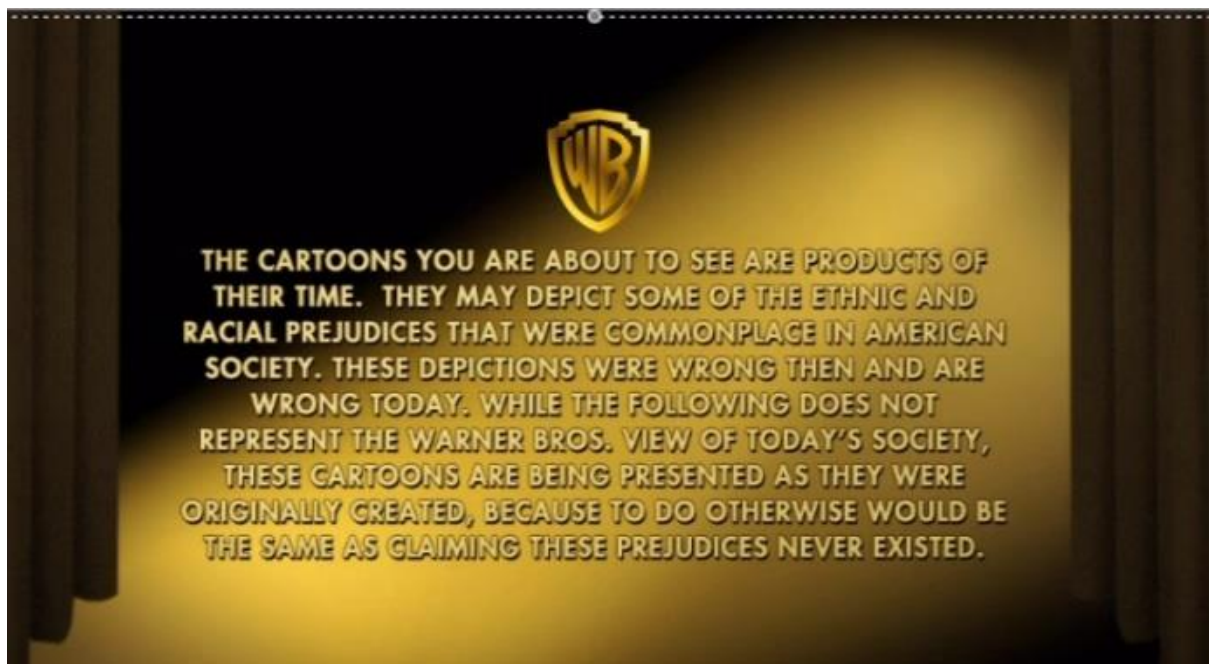 WB
THE CARTOONS YOU ARE ABOUT TO SEE ARE PRODUCTS OF
THEIR TIME. THEY MAY DEPICT SOME OF THE ETHNIC AND
RACIAL PREJUDICES THAT WERE COMMONPLACE IN AMERICAN
SOCIETY. THESE DEPICTIONS WERE WRONG THEN AND ARE
WRONG TODAY. WHILE THE FOLLOWING DOES NOT
REPRESENT THE WARNER BROS. VIEW OF TODAY'S SOCIETY,
THESE CARTOONS ARE BEING PRESENTED AS THEY WERE
ORIGINALLY CREATED, BECAUSE TO DO OTHERWISE WOULD BE
THE SAME AS CLAIMING THESE PREJUDICES NEVER EXISTED.